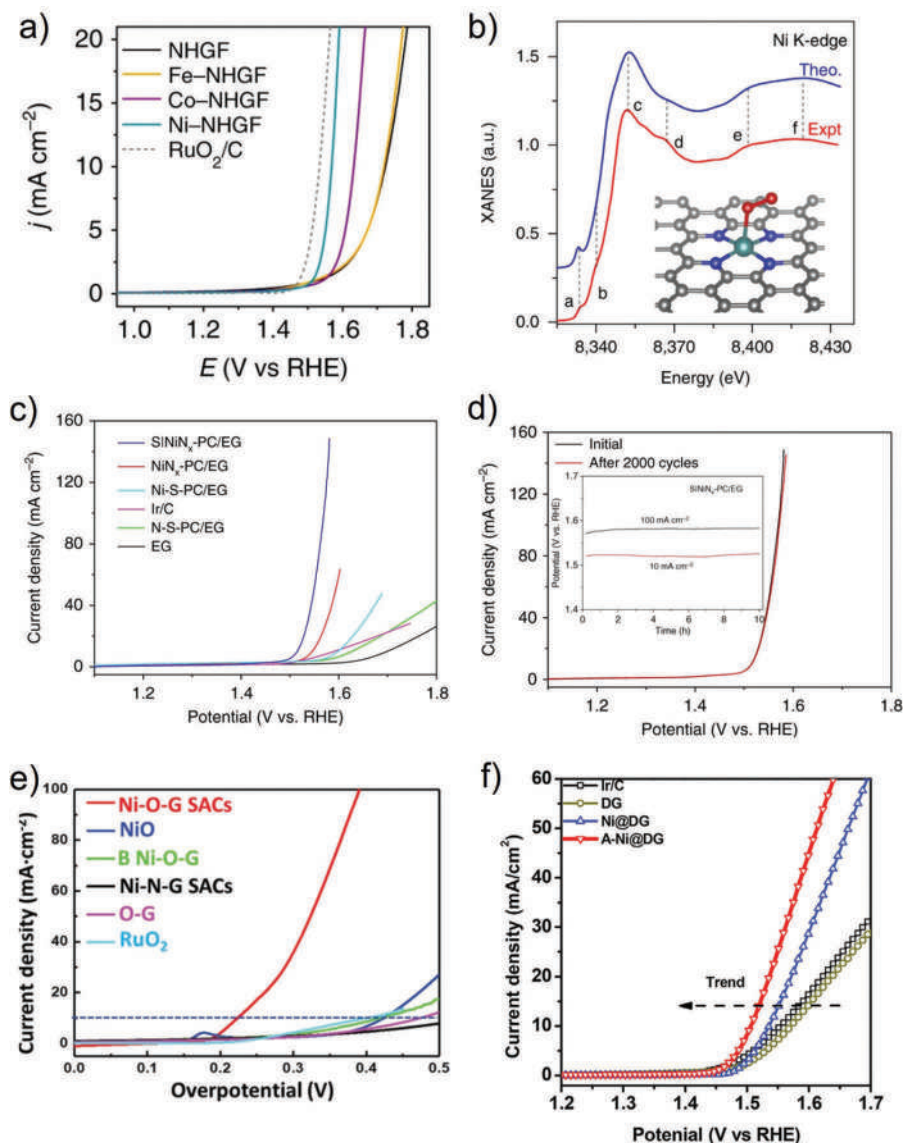 a)
NHGF
Fe–NHGF
Co–NHGF
Ni–NHGF
RuO₂/C
j (mA cm⁻²)
20
15
10
5
0
1.0
1.2
1.4
1.6
1.8
E (V vs RHE)
b)
Ni K-edge
Theo.
Expt
a
b
c
d
e
f
XANES (a.u.)
1.5
1.0
0.5
0.0
8,340
8,370
8,400
8,430
Energy (eV)
c)
S|NiNₓ-PC/EG
NiNₓ-PC/EG
Ni-S-PC/EG
Ir/C
N-S-PC/EG
EG
Current density (mA cm⁻²)
160
120
80
40
0
1.2
1.4
1.6
1.8
Potential (V vs. RHE)
d)
Initial
After 2000 cycles
S|NiNₓ-PC/EG
100 mA cm⁻²
10 mA cm⁻²
Potential (V vs. RHE)
1.7
1.6
1.5
1.4
0
2
4
6
8
10
Time (h)
Current density (mA cm⁻²)
160
120
80
40
0
1.2
1.4
1.6
1.8
Potential (V vs. RHE)
e)
Ni-O-G SACs
NiO
B Ni-O-G
Ni-N-G SACs
O-G
RuO₂
Current density (mA·cm⁻²)
100
80
60
40
20
0
0.0
0.1
0.2
0.3
0.4
0.5
Overpotential (V)
f)
Ir/C
DG
Ni@DG
A-Ni@DG
Trend
Current density (mA/cm²)
60
50
40
30
20
10
0
1.2
1.3
1.4
1.5
1.6
1.7
Potenial (V vs RHE)